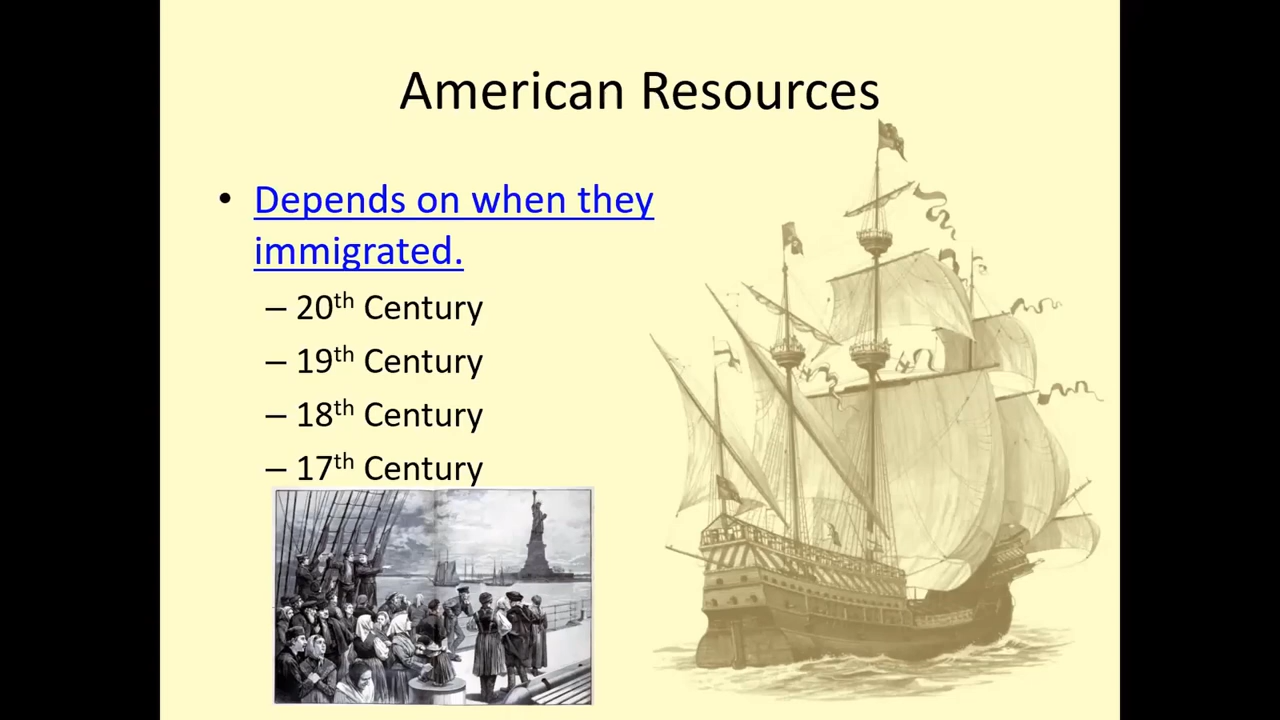 American Resources
• Depends on when they
immigrated.
– 20th Century
– 19th Century
– 18th Century
– 17th Century